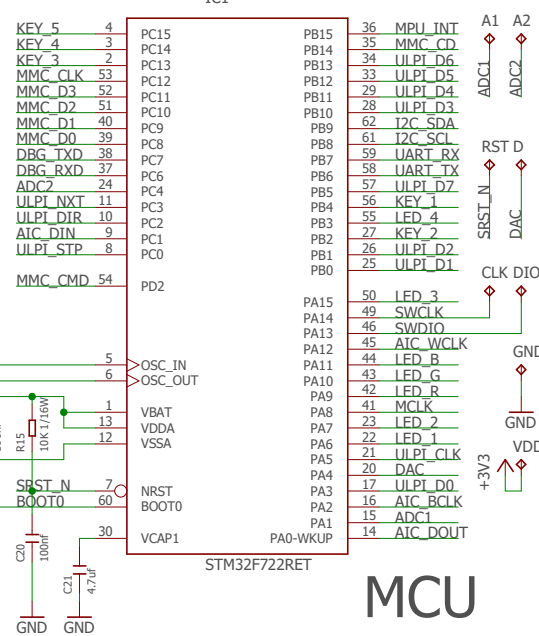 KEY_5 4 PC15 PB15 36 MPU_INT
KEY_4 3 PC14 PB14 35 MMC_CD
KEY_3 2 PC13 PB13 34 ULPI_D6
MMC_CLK 53 PC12 PB12 33 ULPI_D5
MMC_D3 52 PC11 PB11 29 ULPI_D4
MMC_D2 51 PC10 PB10 28 ULPI_D3
MMC_D1 40 PC9 PB9 62 I2C_SDA
MMC_D0 39 PC8 PB8 61 I2C_SCL
DBG_TXD 38 PC7 PB7 59 UART_RX
DBG_RXD 37 PC6 PB6 58 UART_TX
ADC2 24 PC4 PB5 57 ULPI_D7
ULPI_NXT 11 PC3 PB4 56 KEY_1
ULPI_DIR 10 PC2 PB3 55 LED_4
AIC_DIN 9 PC1 PB2 27 KEY_2
ULPI_STP 8 PC0 PB1 26 ULPI_D2
PB0 25 ULPI_D1
MMC_CMD 54 PD2
PA15 50 LED_3
PA14 49 SWCLK
PA13 46 SWDIO
PA12 45 AIC_WCLK
5 OSC_IN PA11 44 LED_B
6 OSC_OUT PA10 43 LED_G
PA9 42 LED_R
1 VBAT PA8 41 MCLK
13 VDDA PA7 23 LED_2
12 VSSA PA6 22 LED_1
PA5 21 ULPI_CLK
PA4 20 DAC
SRST_N 7 NRST PA3 17 ULPI_D0
BOOT0 60 BOOT0 PA2 16 AIC_BCLK
PA1 15 ADC1
30 VCAP1 PA0-WKUP 14 AIC_DOUT
STM32F722RET
R15
10K 1/16W
C20
100nf
C21
4.7uf
GND GND
A1 A2
ADC1 ADC2
RST D
SRST_N DAC
CLK DIO
GND
GND
VDD
+3V3
MCU